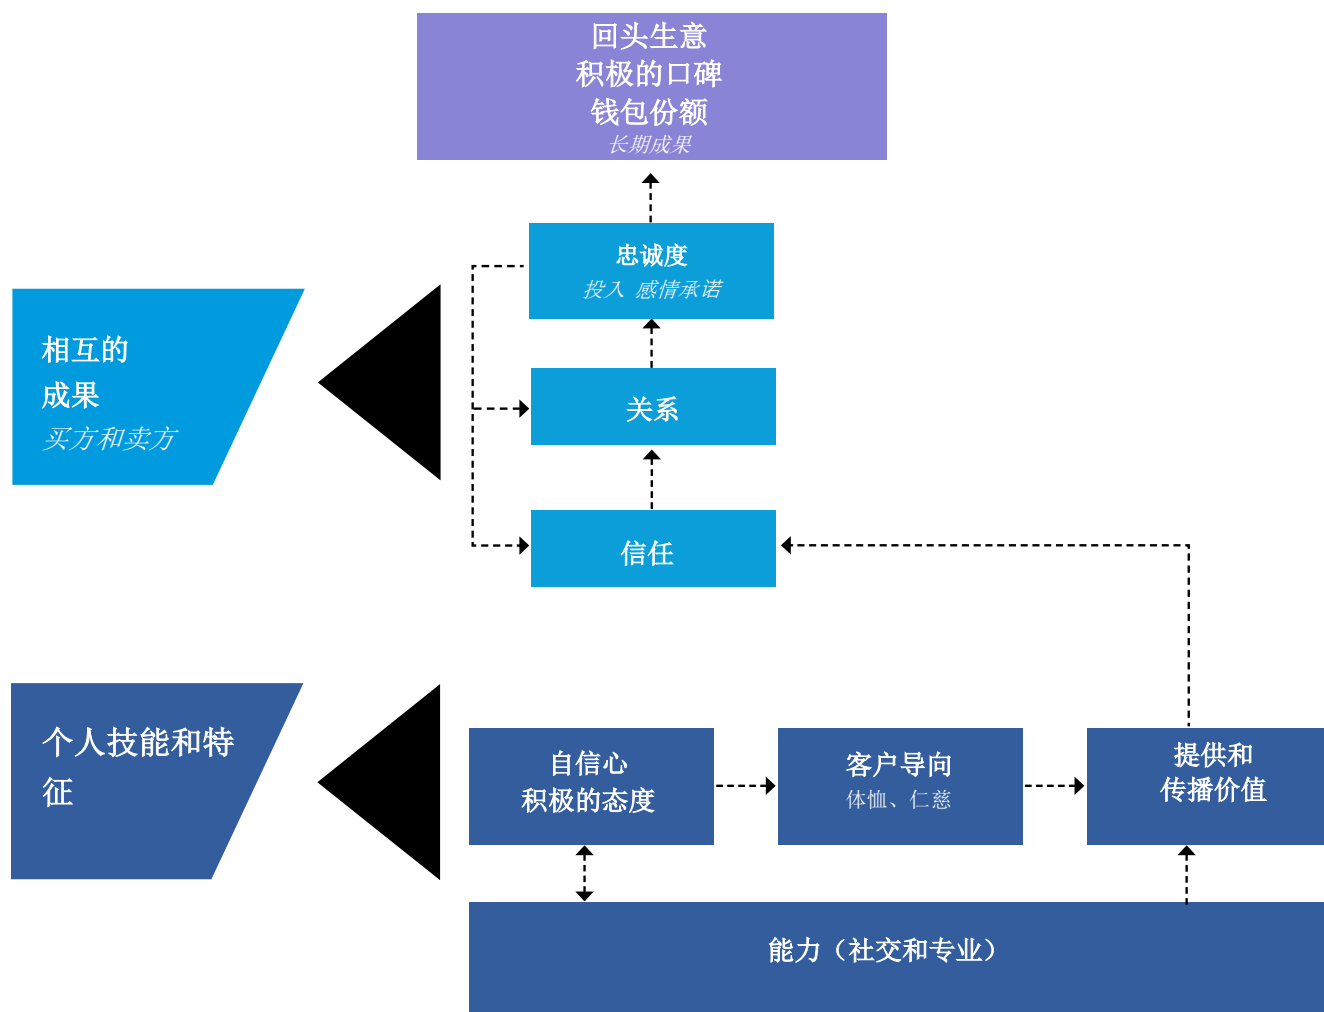 回头生意
积极的口碑
钱包份额
长期成果
忠诚度
投入 感情承诺
相互的
成果
买方和卖方
关系
信任
个人技能和特
征
自信心
积极的态度
客户导向
体恤、仁慈
提供和
传播价值
能力（社交和专业）